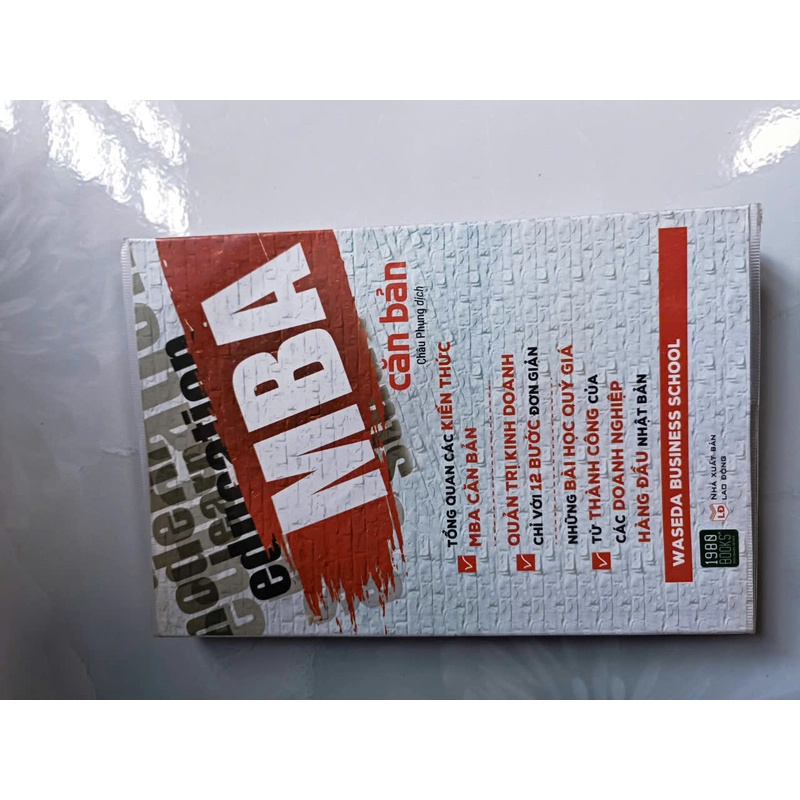 education
MBA
căn bản
Châu Phụng dịch
TỔNG QUAN CÁC KIẾN THỨC
MBA CĂN BẢN
QUẢN TRỊ KINH DOANH
CHỈ VỚI 12 BƯỚC ĐƠN GIẢN
NHỮNG BÀI HỌC QUÝ GIÁ
TỪ THÀNH CÔNG CỦA
CÁC DOANH NGHIỆP
HÀNG ĐẦU NHẬT BẢN
WASEDA BUSINESS SCHOOL
1980
BOOKS
LĐ
NHÀ XUẤT BẢN
LAO ĐỘNG